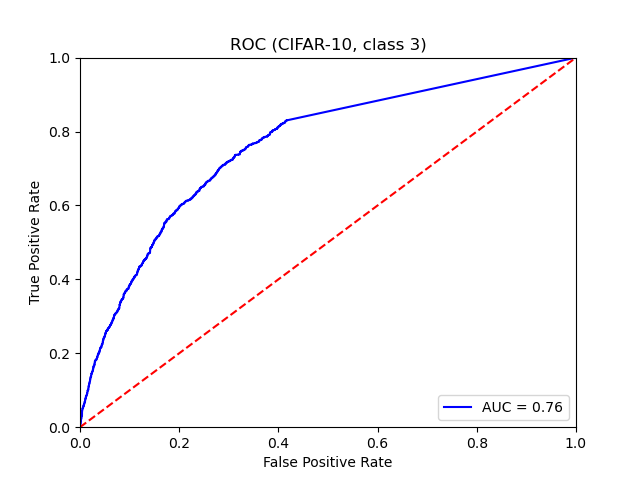 ROC (CIFAR-10, class 3)
1.0
0.8
0.6
0.4
0.2
0.0
True Positive Rate
AUC = 0.76
0.0 0.2 0.4 0.6 0.8 1.0
False Positive Rate